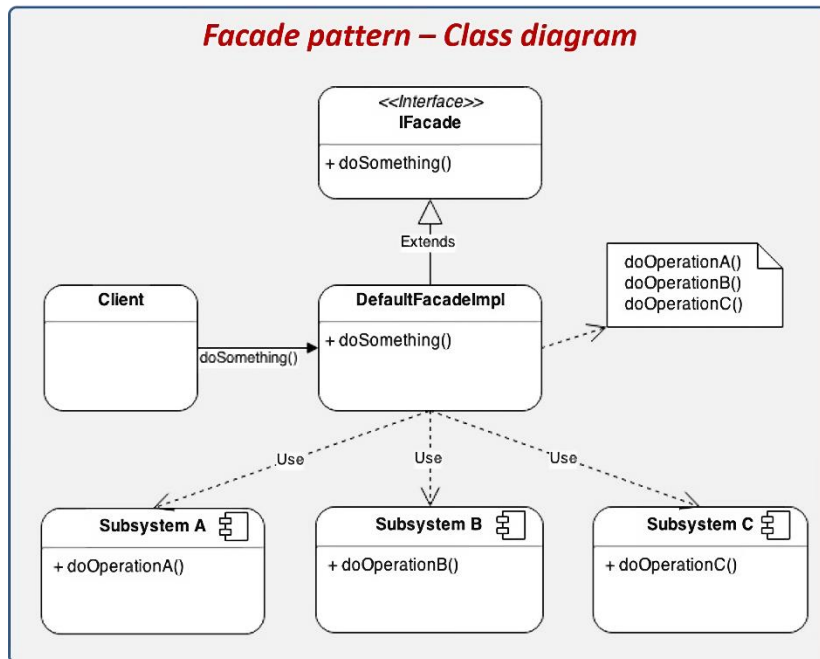 Facade pattern – Class diagram
<<Interface>>
IFacade
+ doSomething()
Extends
doOperationA()
doOperationB()
doOperationC()
Client
DefaultFacadeImpl
+ doSomething()
doSomething()
Use
Use
Use
Subsystem A
+ doOperationA()
Subsystem B
+ doOperationB()
Subsystem C
+ doOperationC()